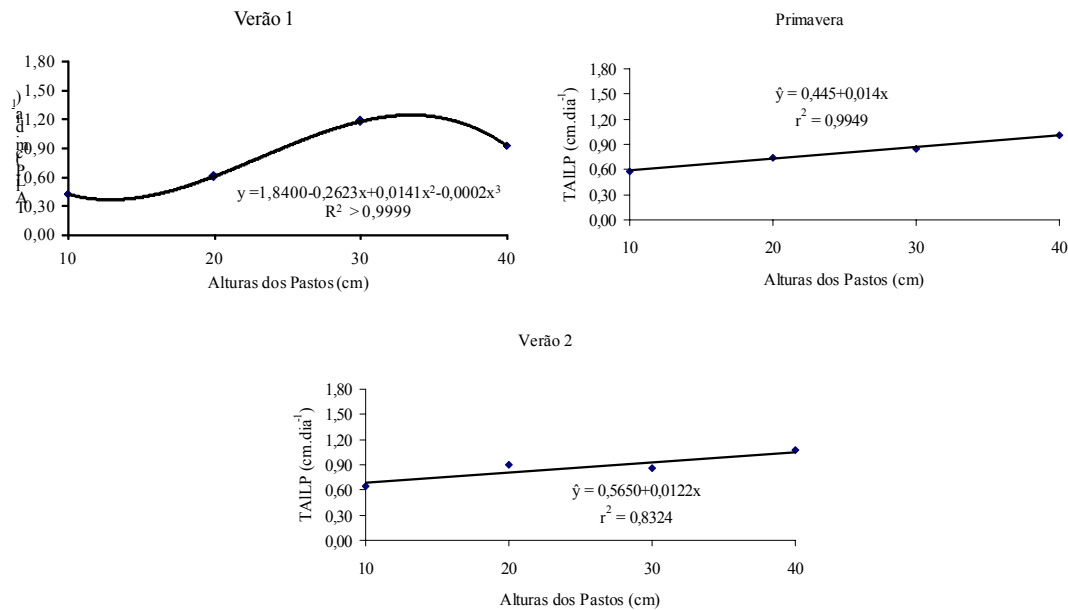 Verão 1
1,80
1,50
1,20
0,90
0,60
0,30
0,00
10 20 30 40
y =1,8400-0,2623x+0,0141x²-0,0002x³
R² > 0,9999
Alturas dos Pastos (cm)
Primavera
TAlLP (cm.dia⁻¹)
1,80
1,50
1,20
0,90
0,60
0,30
0,00
10 20 30 40
ŷ = 0,445+0,014x
r² = 0,9949
Alturas dos Pastos (cm)
Verão 2
TAlLP (cm.dia⁻¹)
1,80
1,50
1,20
0,90
0,60
0,30
0,00
10 20 30 40
ŷ = 0,5650+0,0122x
r² = 0,8324
Alturas dos Pastos (cm)